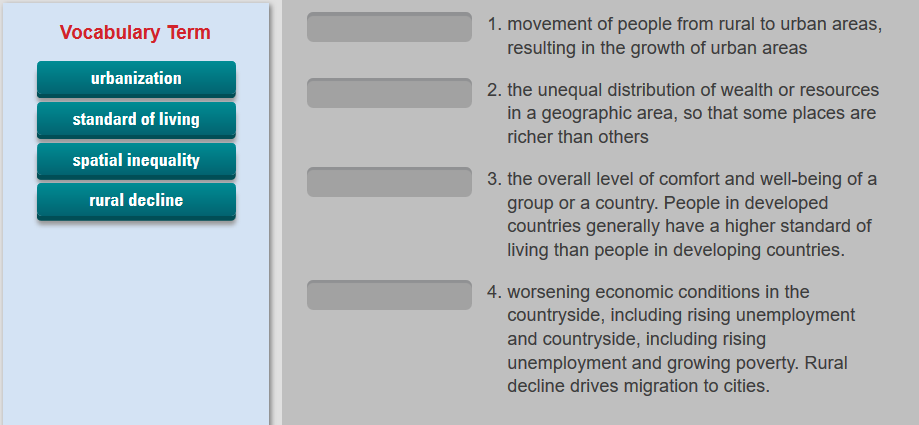 Vocabulary Term
urbanization
standard of living
spatial inequality
rural decline
1. movement of people from rural to urban areas,
resulting in the growth of urban areas
2. the unequal distribution of wealth or resources
in a geographic area, so that some places are
richer than others
3. the overall level of comfort and well-being of a
group or a country. People in developed
countries generally have a higher standard of
living than people in developing countries.
4. worsening economic conditions in the
countryside, including rising unemployment
and countryside, including rising
unemployment and growing poverty. Rural
decline drives migration to cities.